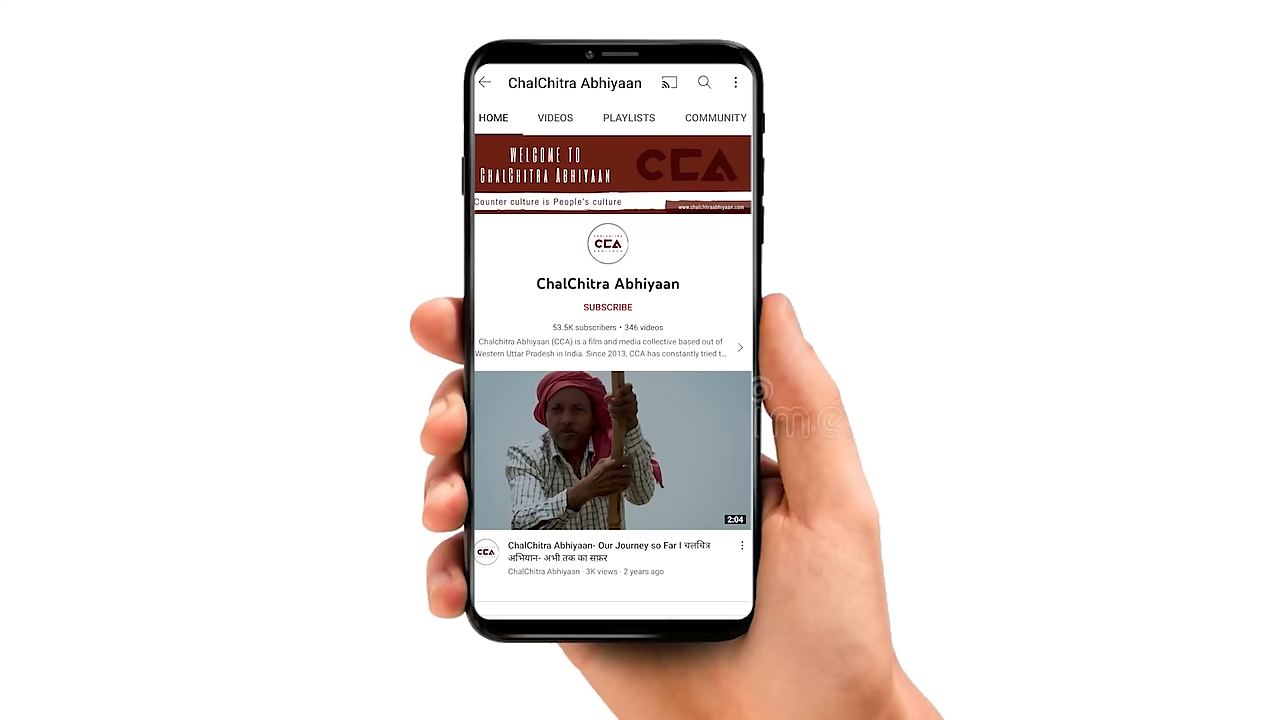 ChalChitra Abhiyaan
HOME VIDEOS PLAYLISTS COMMUNITY
WELCOME TO
CHALCHITRA ABHIYAAN
CCA
Counter culture is People's culture
www.chalchitraabhiyaan.com
CCA
ChalChitra Abhiyaan
SUBSCRIBE
53.5K subscribers • 346 videos
Chalchitra Abhiyaan (CCA) is a film and media collective based out of
Western Uttar Pradesh in India. Since 2013, CCA has constantly tried t...
2:04
CCA
ChalChitra Abhiyaan- Our Journey so Far I चलचित्र
अभियान- अभी तक का सफ़र
ChalChitra Abhiyaan · 3K views · 2 years ago